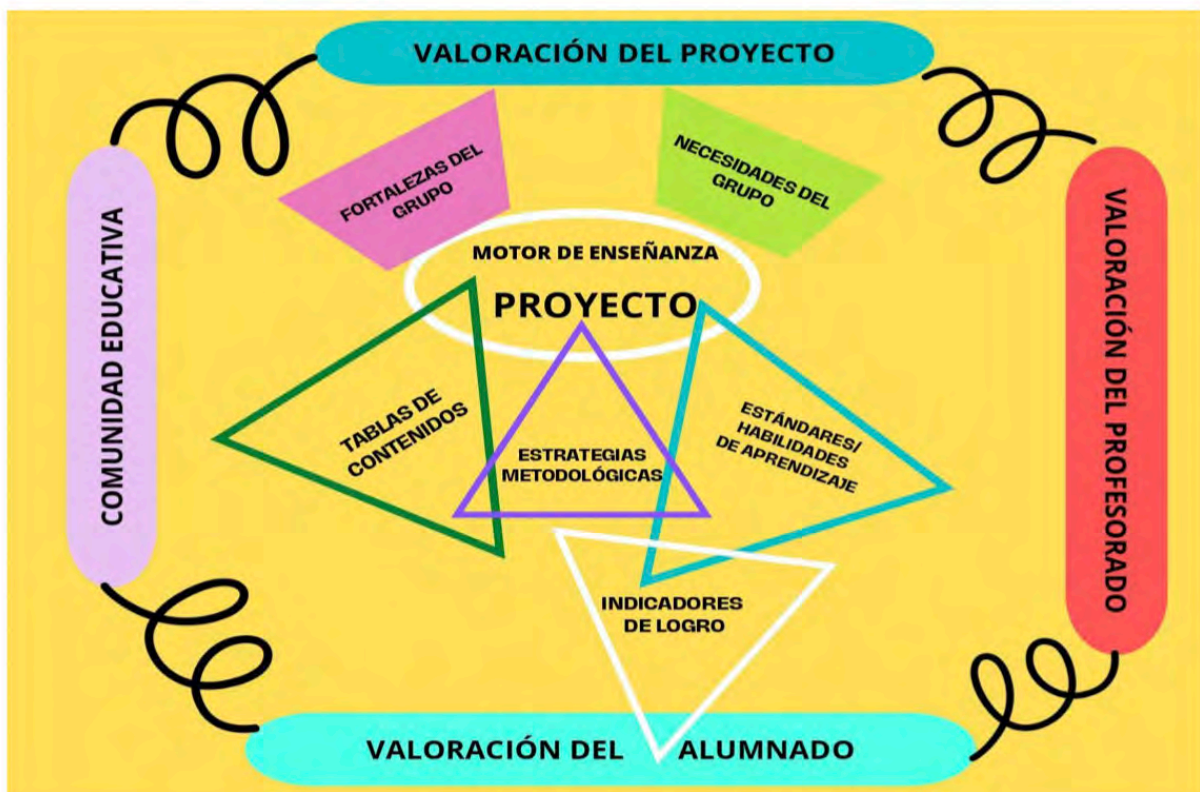 VALORACIÓN DEL PROYECTO
FORTALEZAS DEL
GRUPO
NECESIDADES DEL
GRUPO
COMUNIDAD EDUCATIVA
VALORACIÓN DEL PROFESORADO
MOTOR DE ENSEÑANZA
PROYECTO
TABLAS DE
CONTENIDOS
ESTRATEGIAS
METODOLÓGICAS
ESTÁNDARES/
HABILIDADES
DE APRENDIZAJE
INDICADORES
DE LOGRO
VALORACIÓN DEL ALUMNADO